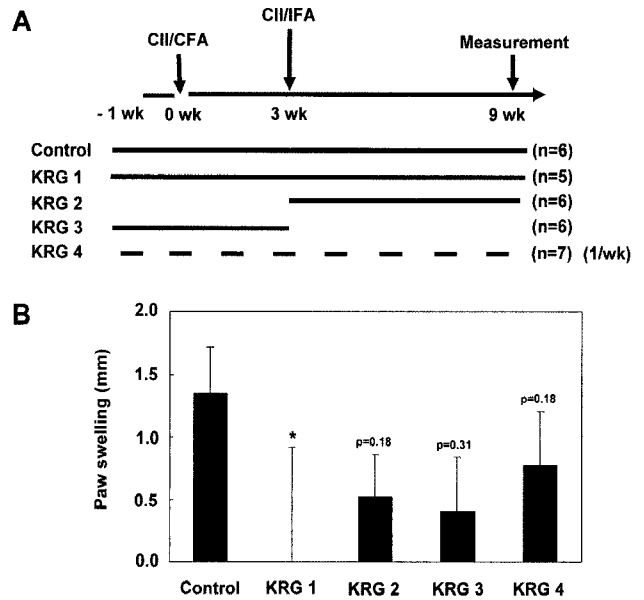 A
CII/CFA
CII/IFA
Measurement
- 1 wk 0 wk 3 wk 9 wk
Control (n=6)
KRG 1 (n=5)
KRG 2 (n=6)
KRG 3 (n=6)
KRG 4 (n=7) (1/wk)
B
Paw swelling (mm)
2.0
1.5
1.0
0.5
0.0
*
p=0.18
p=0.31
p=0.18
Control KRG 1 KRG 2 KRG 3 KRG 4